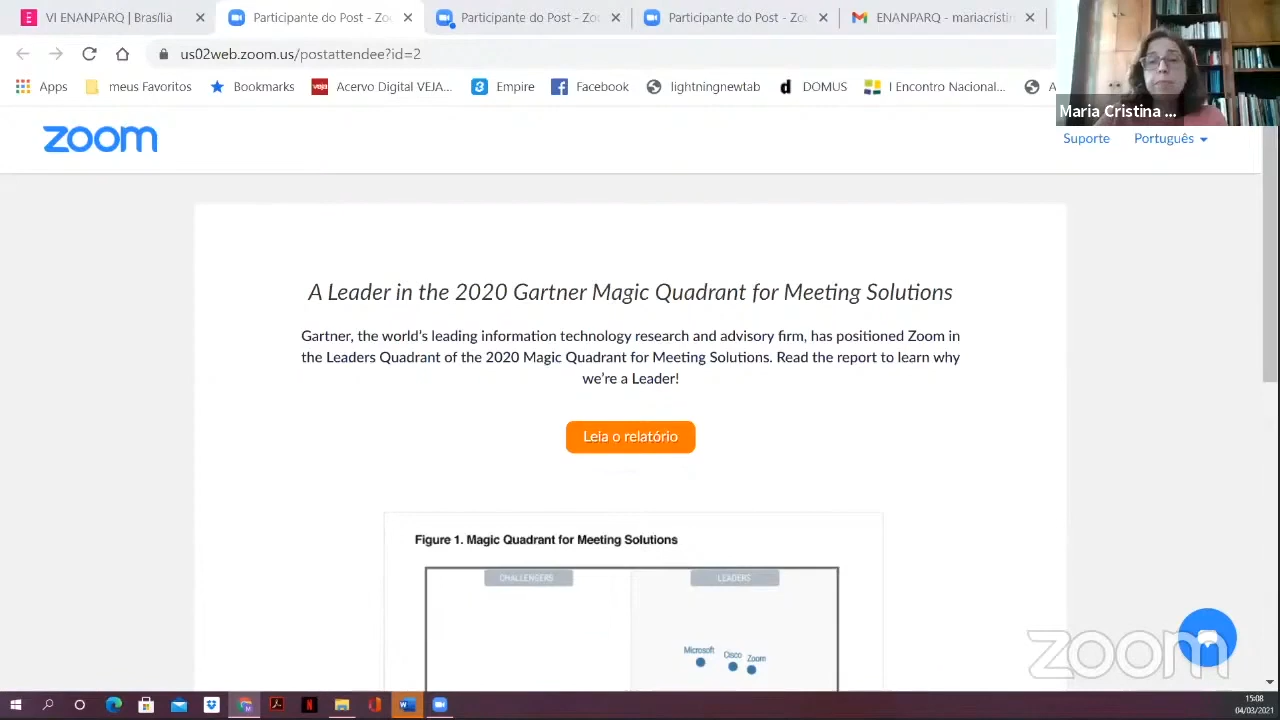 VI ENANPARQ | Brasília
Participante do Post - Zo
Participante do Post - Zo
Participante do Post - Zo
ENANPARQ - mariacristin
us02web.zoom.us/postattendee?id=2
Apps
meus Favoritos
Bookmarks
veja
Acervo Digital VEJA...
Empire
Facebook
lightningnewtab
d
DOMUS
I Encontro Nacional...
A
Maria Cristina ...
zoom
Suporte
Português
A Leader in the 2020 Gartner Magic Quadrant for Meeting Solutions
Gartner, the world's leading information technology research and advisory firm, has positioned Zoom in
the Leaders Quadrant of the 2020 Magic Quadrant for Meeting Solutions. Read the report to learn why
we're a Leader!
Leia o relatório
Figure 1. Magic Quadrant for Meeting Solutions
CHALLENGERS
LEADERS
Microsoft
Cisco
Zoom
zoom
15:08
04/03/2021